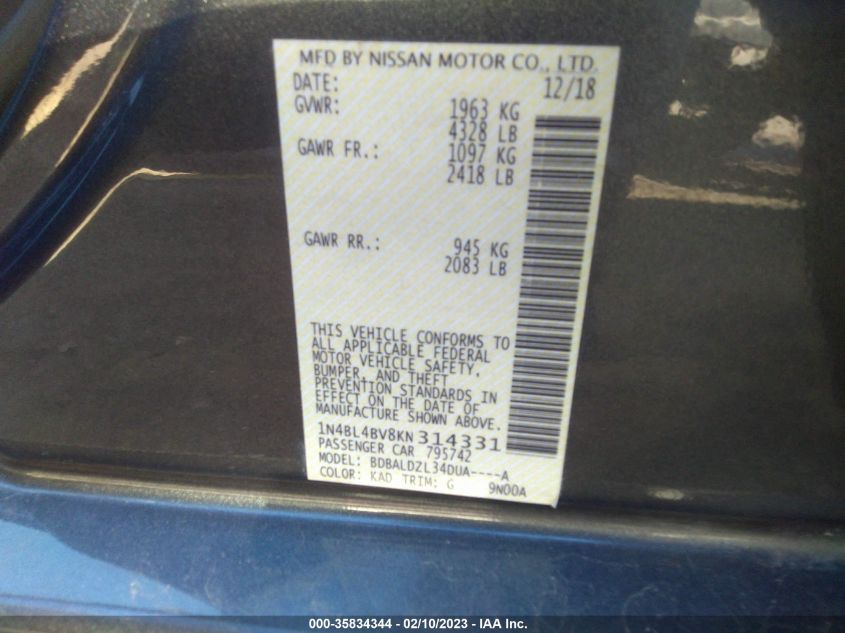 MFD BY NISSAN MOTOR CO., LTD.
DATE: 12/18
GVWR: 1963 KG
4328 LB
GAWR FR.: 1097 KG
2418 LB
GAWR RR.: 945 KG
2083 LB
THIS VEHICLE CONFORMS TO
ALL APPLICABLE FEDERAL
MOTOR VEHICLE SAFETY,
BUMPER, AND THEFT
PREVENTION STANDARDS IN
EFFECT ON THE DATE OF
MANUFACTURE SHOWN ABOVE.
1N4BL4BV8KN314331
PASSENGER CAR 795742
MODEL: BDBALDZL34DUA----A
COLOR: KAD TRIM: G 9N00A
000-35834344 - 02/10/2023 - IAA Inc.